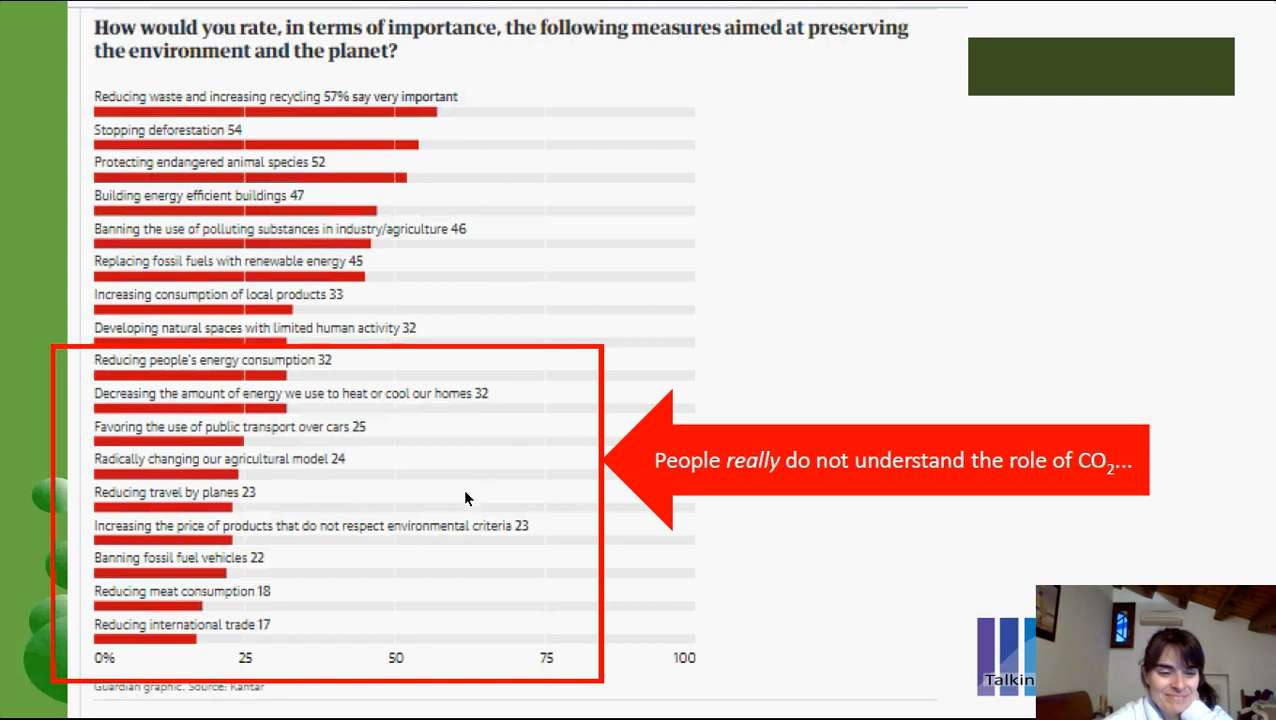 How would you rate, in terms of importance, the following measures aimed at preserving
the environment and the planet?
Reducing waste and increasing recycling 57% say very important
Stopping deforestation 54
Protecting endangered animal species 52
Building energy efficient buildings 47
Banning the use of polluting substances in industry/agriculture 46
Replacing fossil fuels with renewable energy 45
Increasing consumption of local products 33
Developing natural spaces with limited human activity 32
Reducing people's energy consumption 32
Decreasing the amount of energy we use to heat or cool our homes 32
Favoring the use of public transport over cars 25
Radically changing our agricultural model 24
Reducing travel by planes 23
Increasing the price of products that do not respect environmental criteria 23
Banning fossil fuel vehicles 22
Reducing meat consumption 18
Reducing international trade 17
0% 25 50 75 100
Guardian graphic. Source: Kantar
People really do not understand the role of CO₂...
Talkin